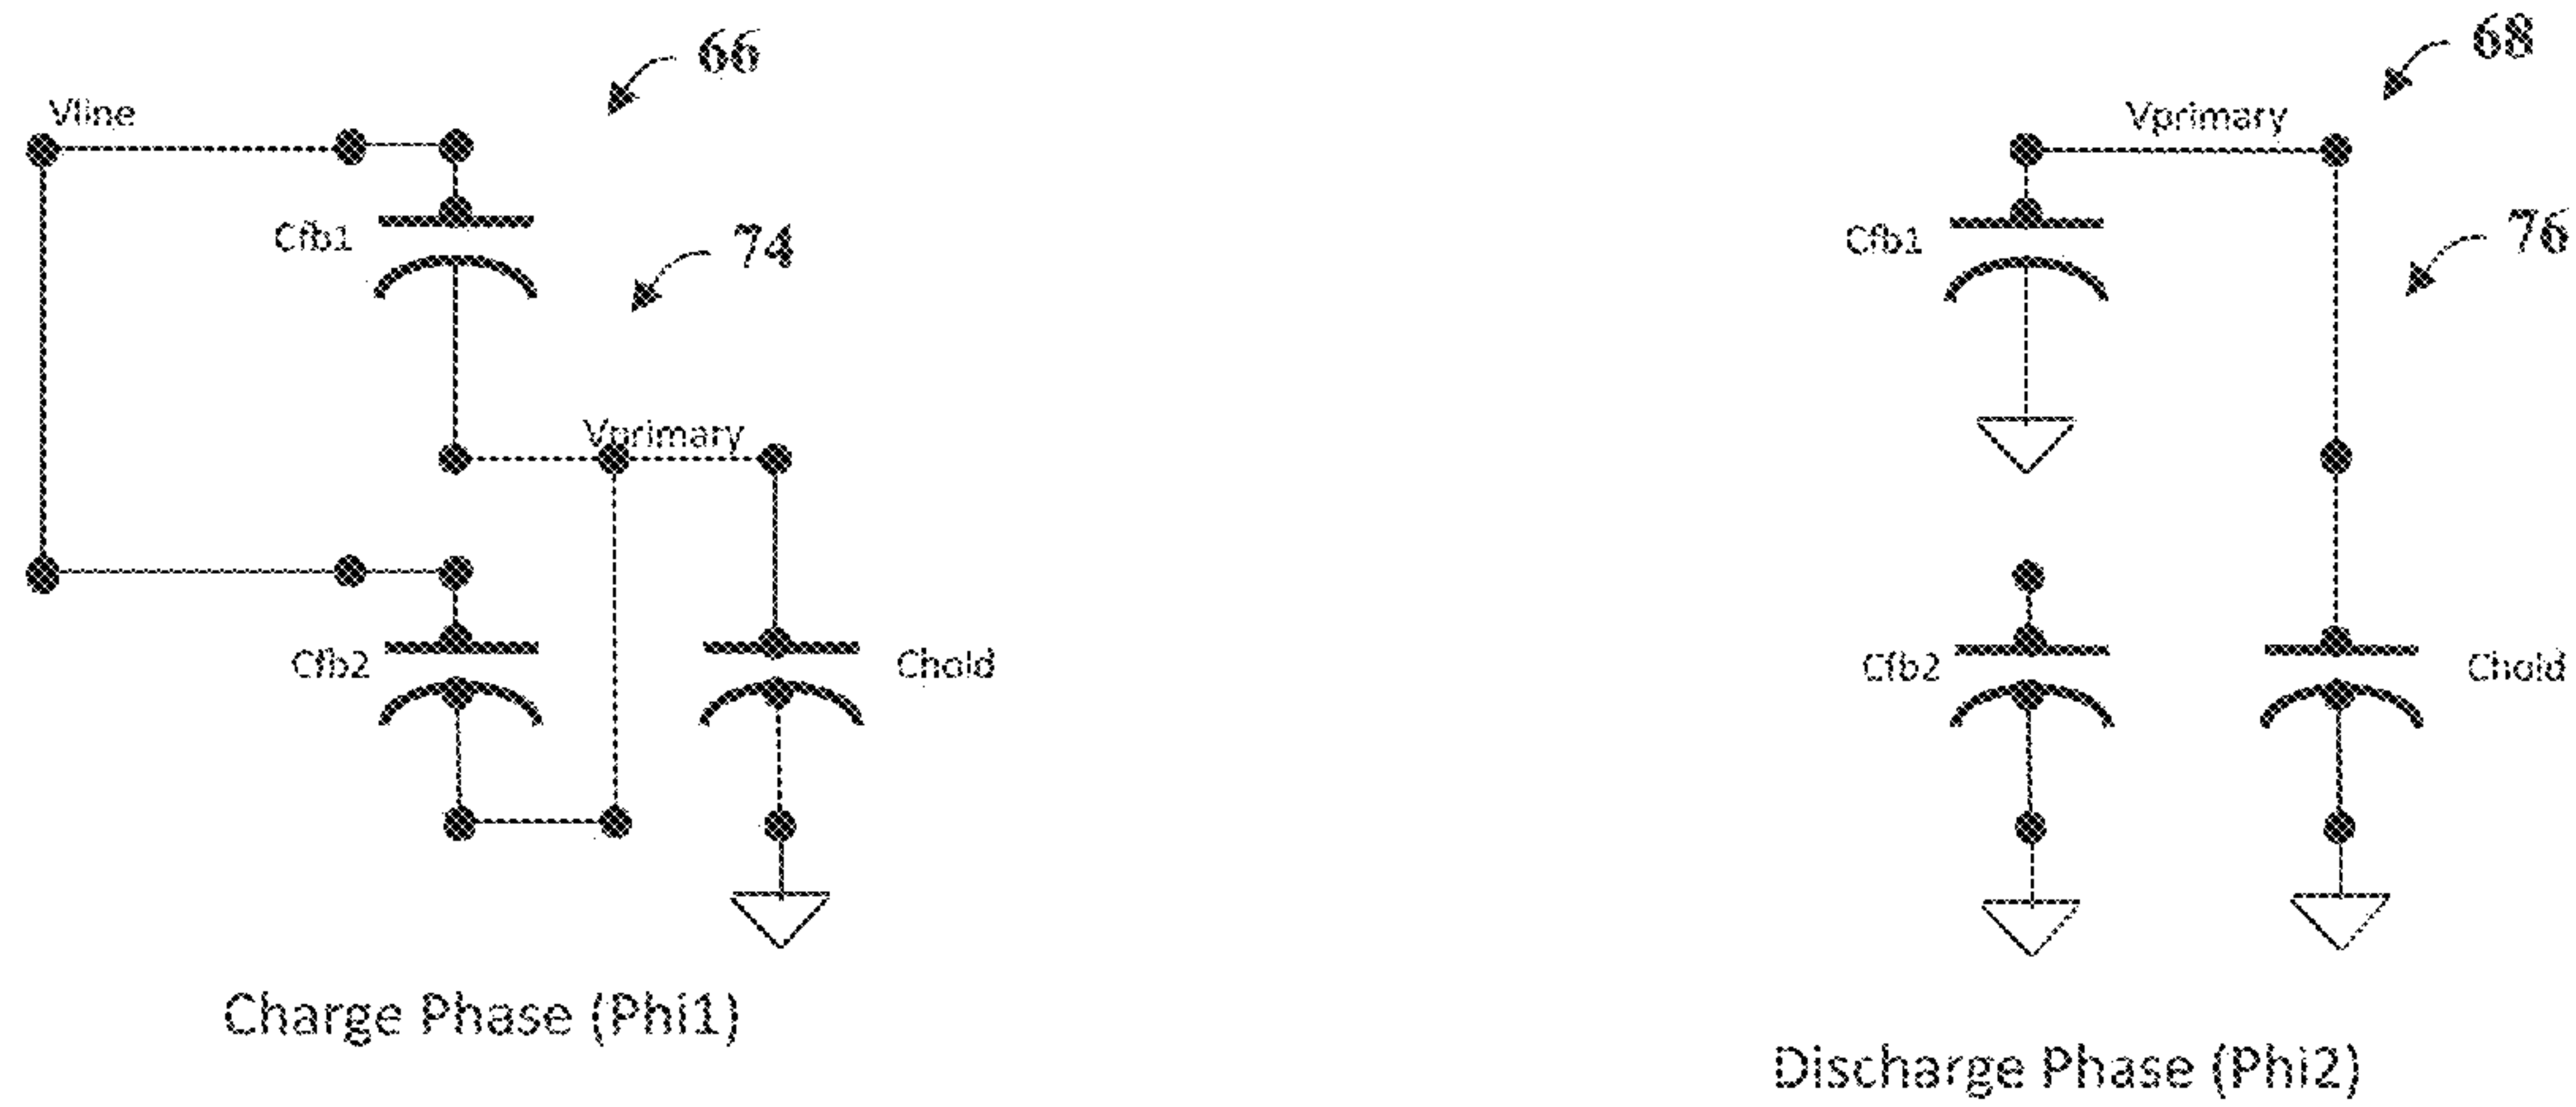 66
Vline
Cfb1
74
Vprimary
Cfb2
Chold
Charge Phase (Phi1)
68
Vprimary
Cfb1
76
Cfb2
Chold
Discharge Phase (Phi2)